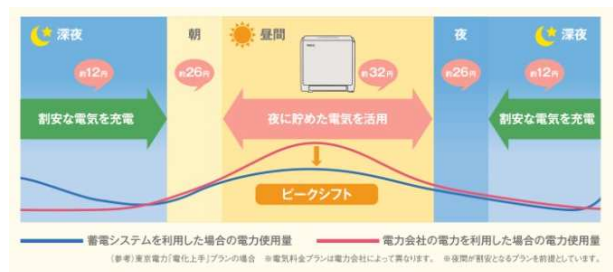 深夜
朝
昼間
夜
深夜
約12円
約26円
約32円
約26円
約12円
割安な電気を充電
夜に貯めた電気を活用
割安な電気を充電
ピークシフト
蓄電システムを利用した場合の電力使用量
電力会社の電力を利用した場合の電力使用量
(参考)東京電力「電化上手」プランの場合 ※電気料金プランは電力会社によって異なります。 ※夜間が割安となるプランを前提としています。